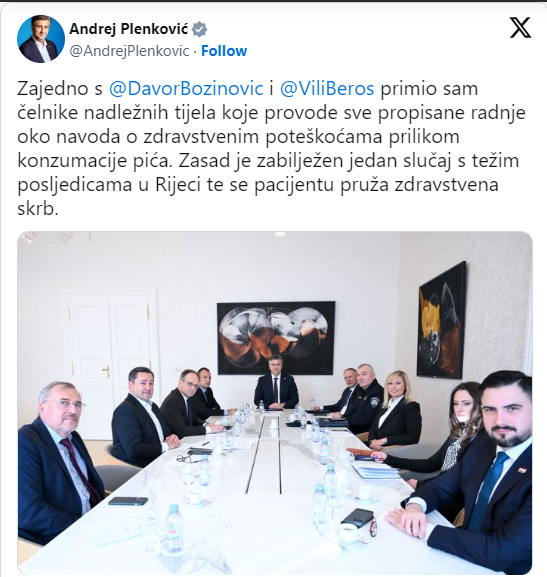 Andrej Plenković
@AndrejPlenkovic · Follow
Zajedno s @DavorBozinovic i @ViliBeros primio sam
čelnike nadležnih tijela koje provode sve propisane radnje
oko navoda o zdravstvenim poteškoćama prilikom
konzumacije pića. Zasad je zabilježen jedan slučaj s težim
posljedicama u Rijeci te se pacijentu pruža zdravstvena
skrb.